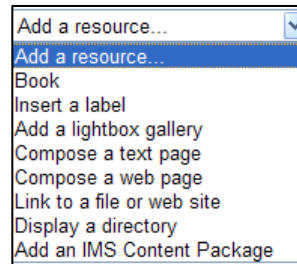 Add a resource...
Add a resource...
Book
Insert a label
Add a lightbox gallery
Compose a text page
Compose a web page
Link to a file or web site
Display a directory
Add an IMS Content Package